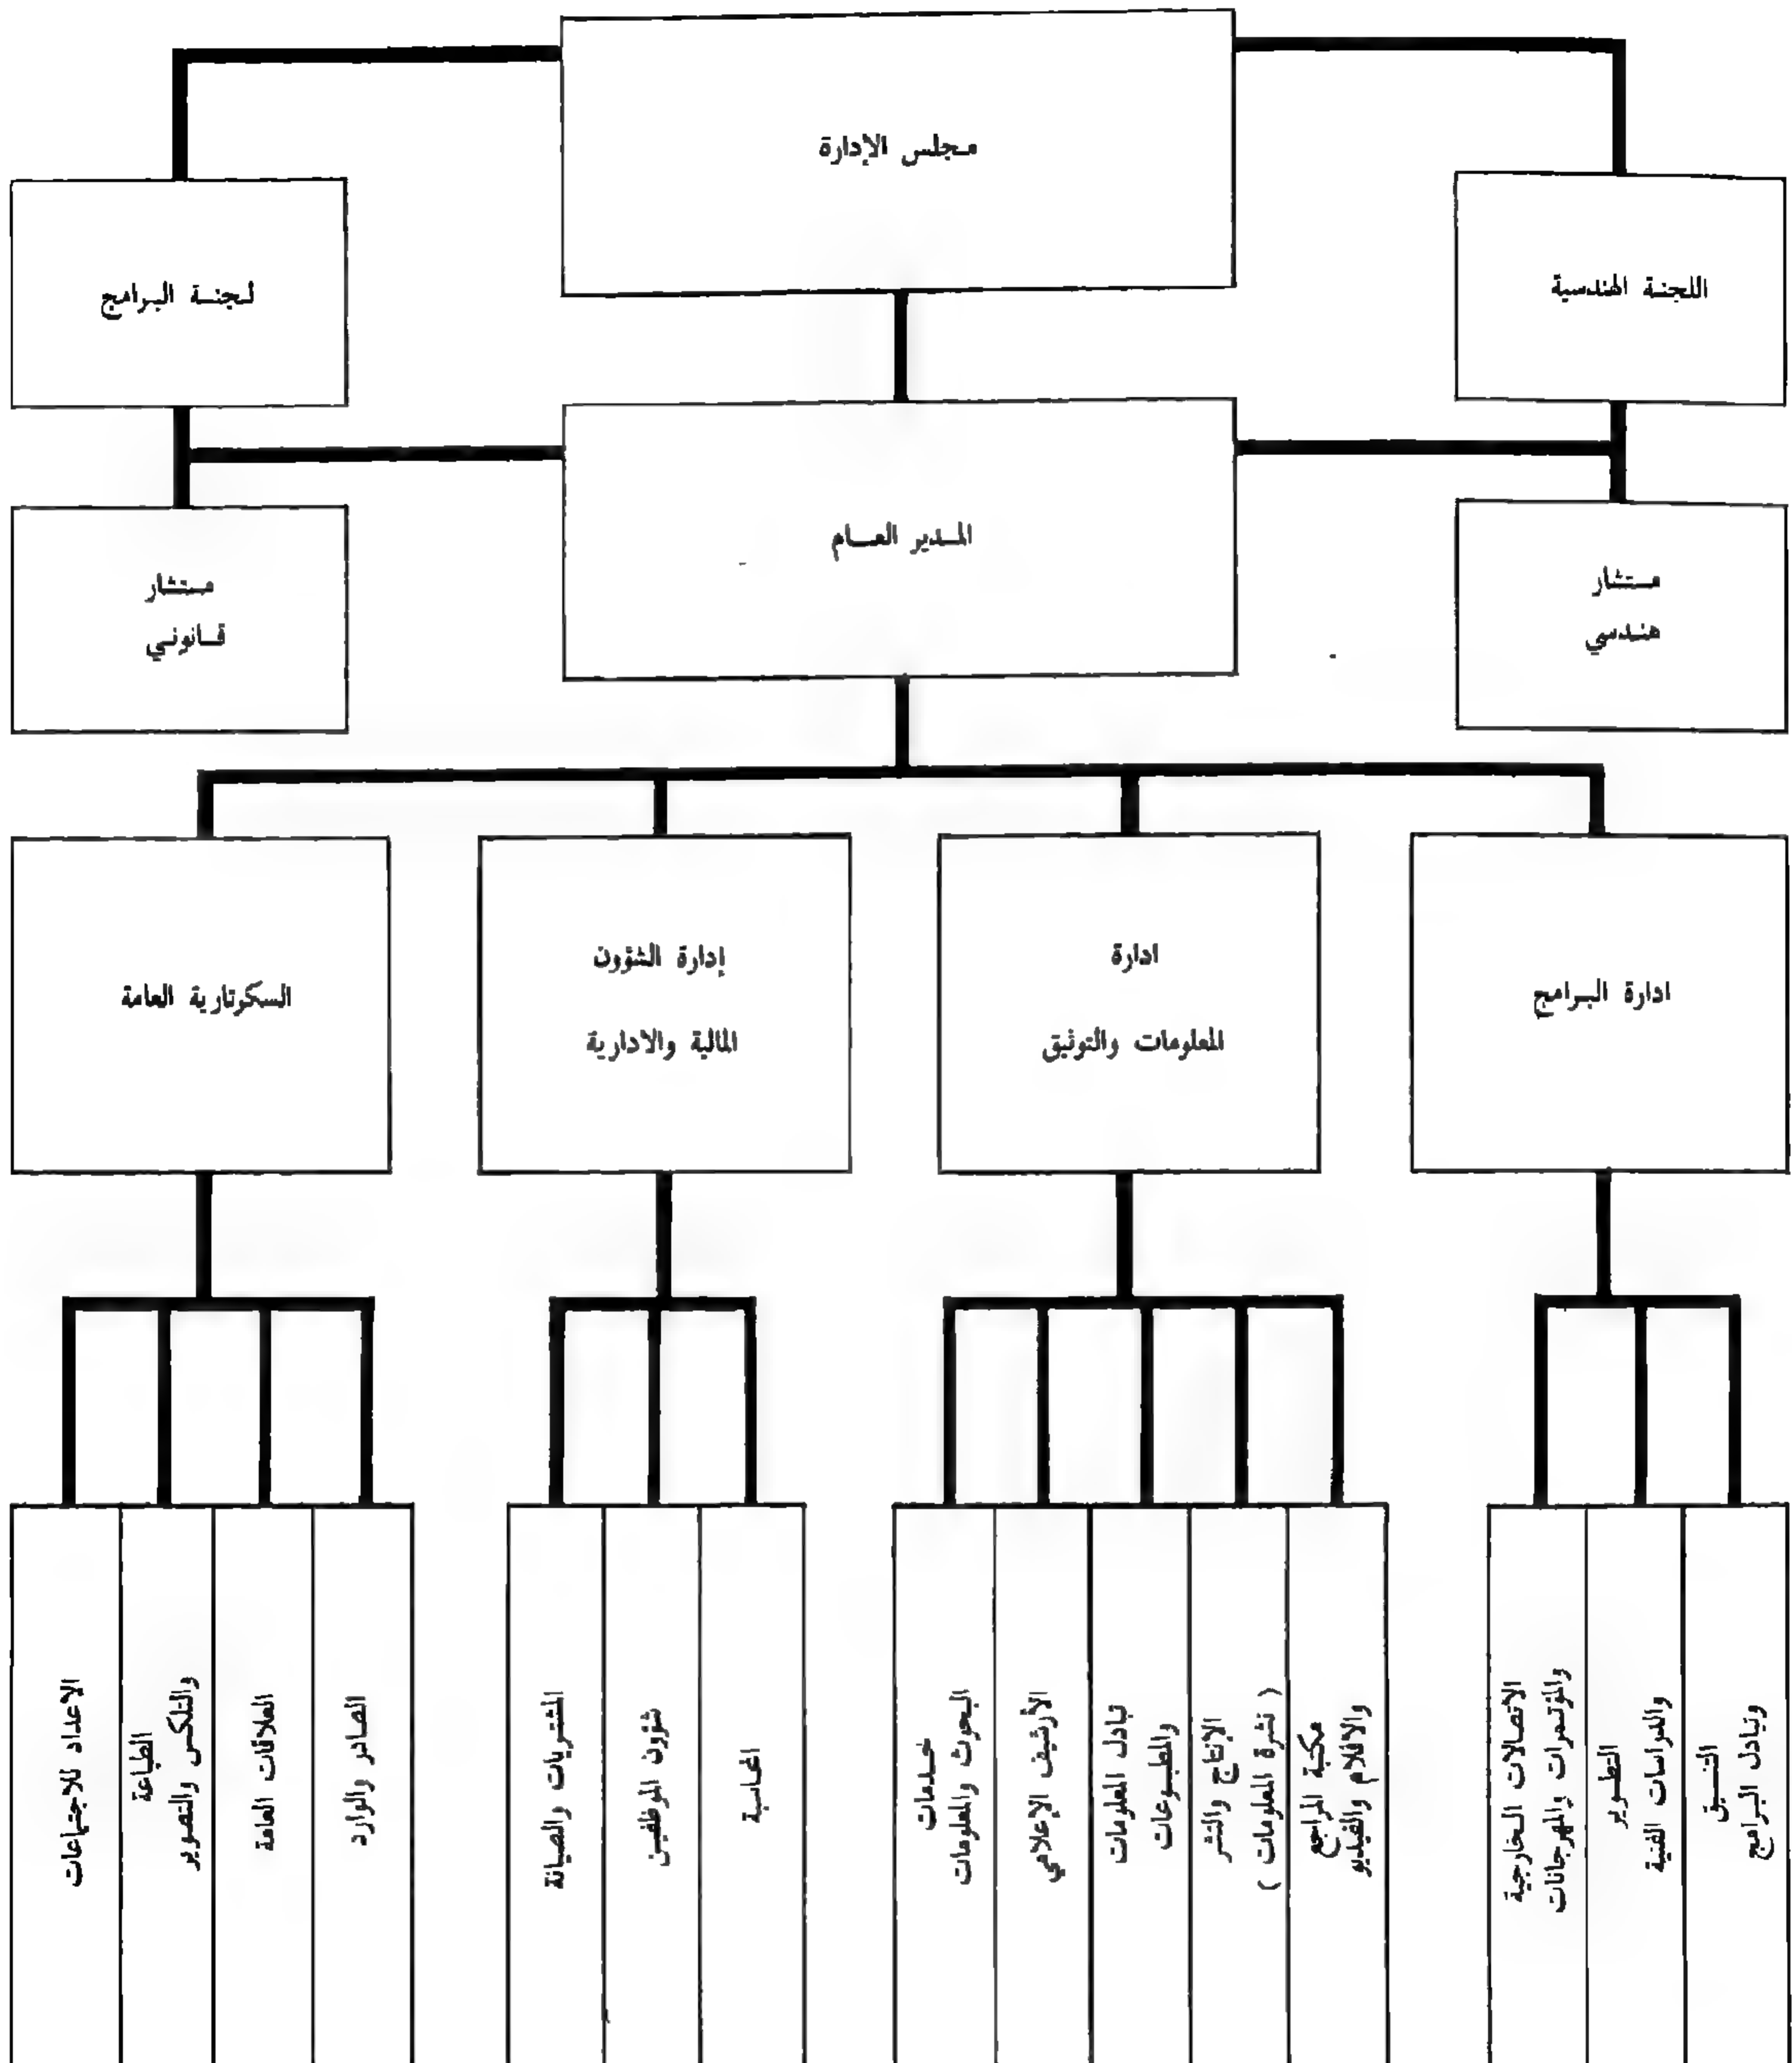 مجلس الإدارة
اللجنة الهندسية
لجنة البرامج
المدير العام
مستشار
هندسي
مستشار
قانوني
ادارة البرامج
ادارة
المعلومات والتوثيق
إدارة الشؤون
المالية والادارية
السكرتارية العامة
التنسيق
وتبادل البرامج
التطوير
والدراسات الفنية
الاتصالات الخارجية
والمؤتمرات والمهرجانات
مكتبة المراجع
والافلام والفيديو
الإنتاج والنشر
( نشرة المعلومات )
تبادل المعلومات
والمطبوعات
الأرشيف الإعلامي
خدمات
البحوث والمعلومات
المحاسبة
شؤون الموظفين
المشتريات والصيانة
الصادر والوارد
العلاقات العامة
الطباعة
والتلكس والتصوير
الاعداد للاجتماعات